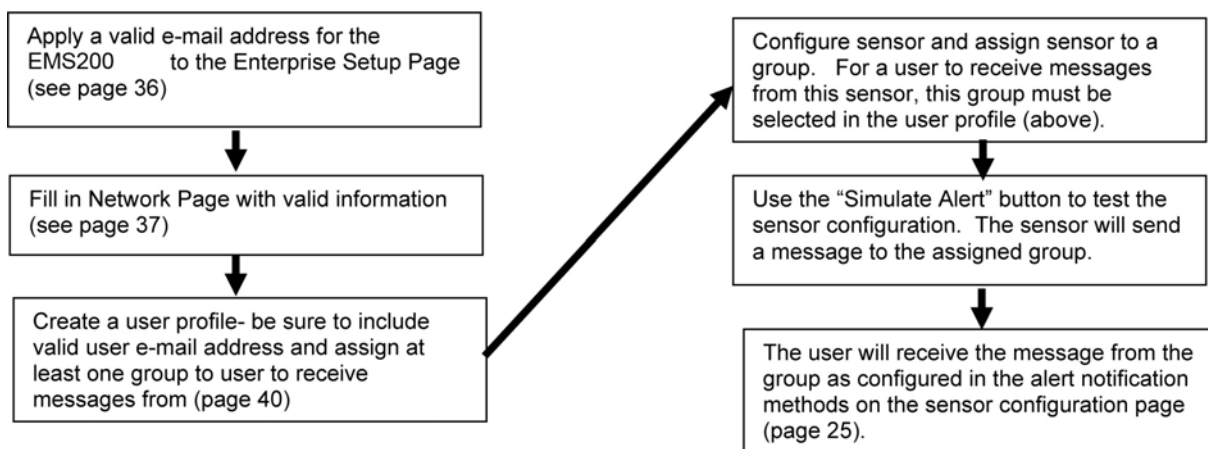 Apply a valid e-mail address for the
EMS200 to the Enterprise Setup Page
(see page 36)
Fill in Network Page with valid information
(see page 37)
Create a user profile- be sure to include
valid user e-mail address and assign at
least one group to user to receive
messages from (page 40)
Configure sensor and assign sensor to a
group. For a user to receive messages
from this sensor, this group must be
selected in the user profile (above).
Use the “Simulate Alert” button to test the
sensor configuration. The sensor will send
a message to the assigned group.
The user will receive the message from the
group as configured in the alert notification
methods on the sensor configuration page
(page 25).